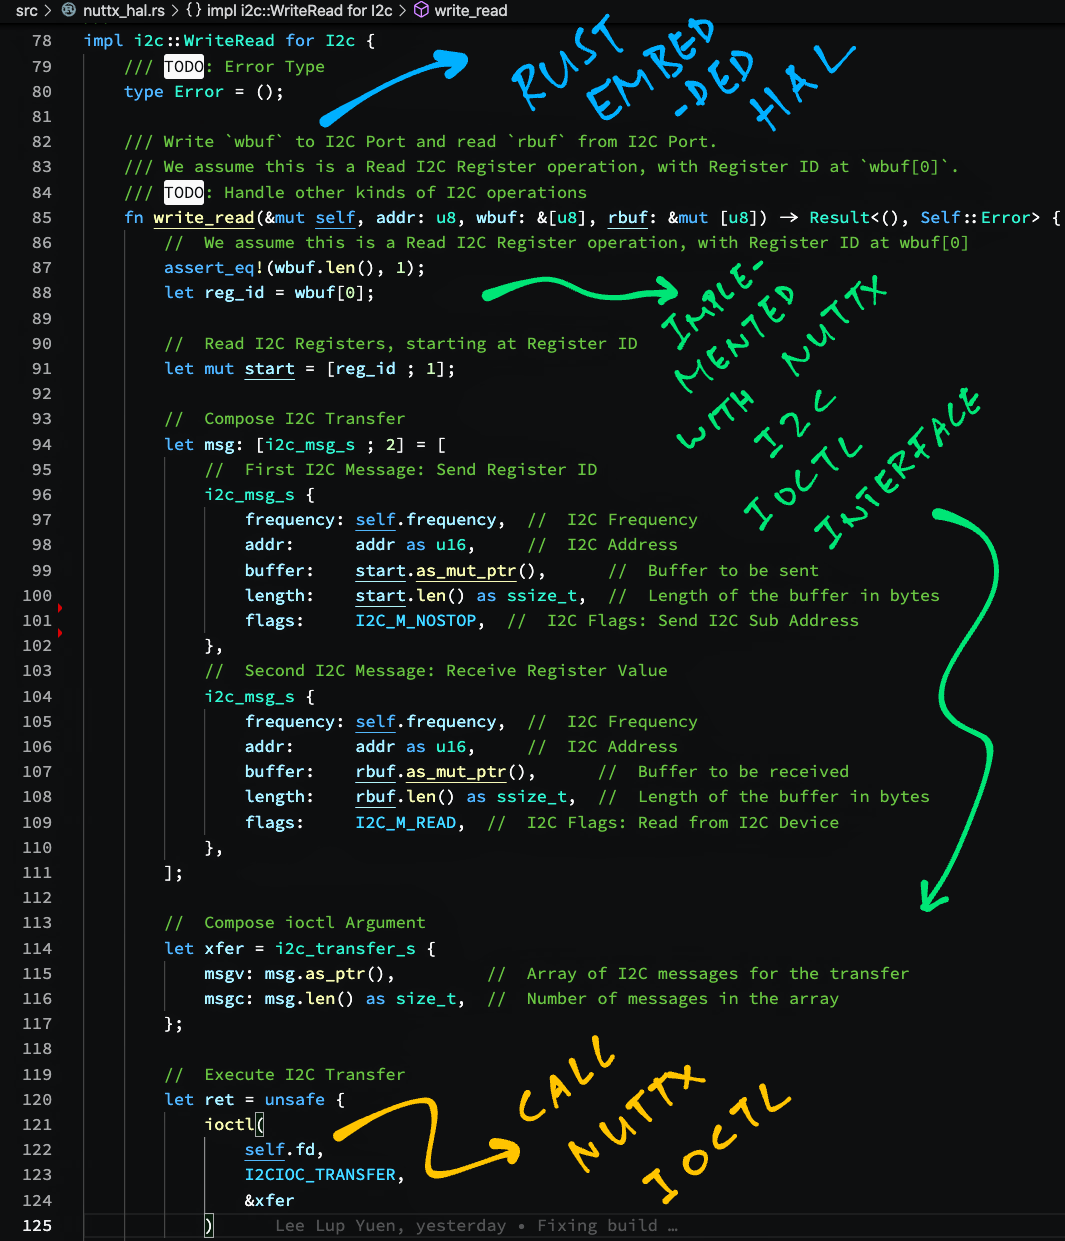 src > nuttx_hal.rs > {} impl i2c::WriteRead for I2c > write_read
78 impl i2c::WriteRead for I2c {
79 /// TODO: Error Type
80 type Error = ();
81
82 /// Write `wbuf` to I2C Port and read `rbuf` from I2C Port.
83 /// We assume this is a Read I2C Register operation, with Register ID at `wbuf[0]`.
84 /// TODO: Handle other kinds of I2C operations
85 fn write_read(&mut self, addr: u8, wbuf: &[u8], rbuf: &mut [u8]) -> Result<(), Self::Error> {
86 // We assume this is a Read I2C Register operation, with Register ID at wbuf[0]
87 assert_eq!(wbuf.len(), 1);
88 let reg_id = wbuf[0];
89
90 // Read I2C Registers, starting at Register ID
91 let mut start = [reg_id ; 1];
92
93 // Compose I2C Transfer
94 let msg: [i2c_msg_s ; 2] = [
95 // First I2C Message: Send Register ID
96 i2c_msg_s {
97 frequency: self.frequency, // I2C Frequency
98 addr: addr as u16, // I2C Address
99 buffer: start.as_mut_ptr(), // Buffer to be sent
100 length: start.len() as ssize_t, // Length of the buffer in bytes
101 flags: I2C_M_NOSTOP, // I2C Flags: Send I2C Sub Address
102 },
103 // Second I2C Message: Receive Register Value
104 i2c_msg_s {
105 frequency: self.frequency, // I2C Frequency
106 addr: addr as u16, // I2C Address
107 buffer: rbuf.as_mut_ptr(), // Buffer to be received
108 length: rbuf.len() as ssize_t, // Length of the buffer in bytes
109 flags: I2C_M_READ, // I2C Flags: Read from I2C Device
110 },
111 ];
112
113 // Compose ioctl Argument
114 let xfer = i2c_transfer_s {
115 msgv: msg.as_ptr(), // Array of I2C messages for the transfer
116 msgc: msg.len() as size_t, // Number of messages in the array
117 };
118
119 // Execute I2C Transfer
120 let ret = unsafe {
121 ioctl(
122 self.fd,
123 I2CIOC_TRANSFER,
124 &xfer
125 ) Lee Lup Yuen, yesterday • Fixing build …
RUST
EMBED
-DED
HAL
IMPLE-
MENTED
WITH NUTTX
I2C
IOCTL
INTERFACE
CALL
NUTTX
IOCTL